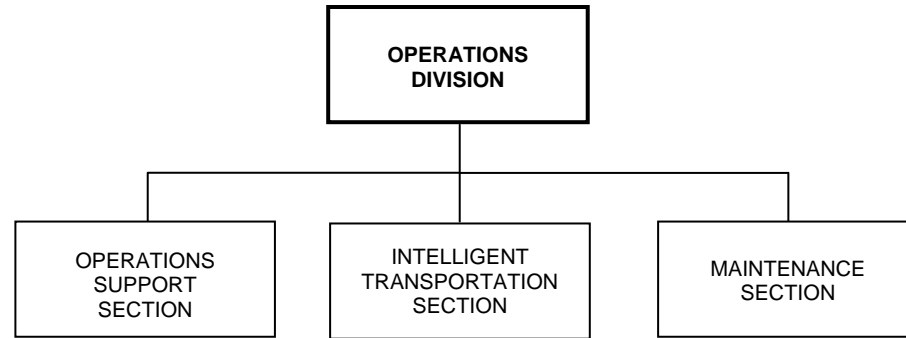 OPERATIONS
DIVISION
OPERATIONS
SUPPORT
SECTION
INTELLIGENT
TRANSPORTATION
SECTION
MAINTENANCE
SECTION